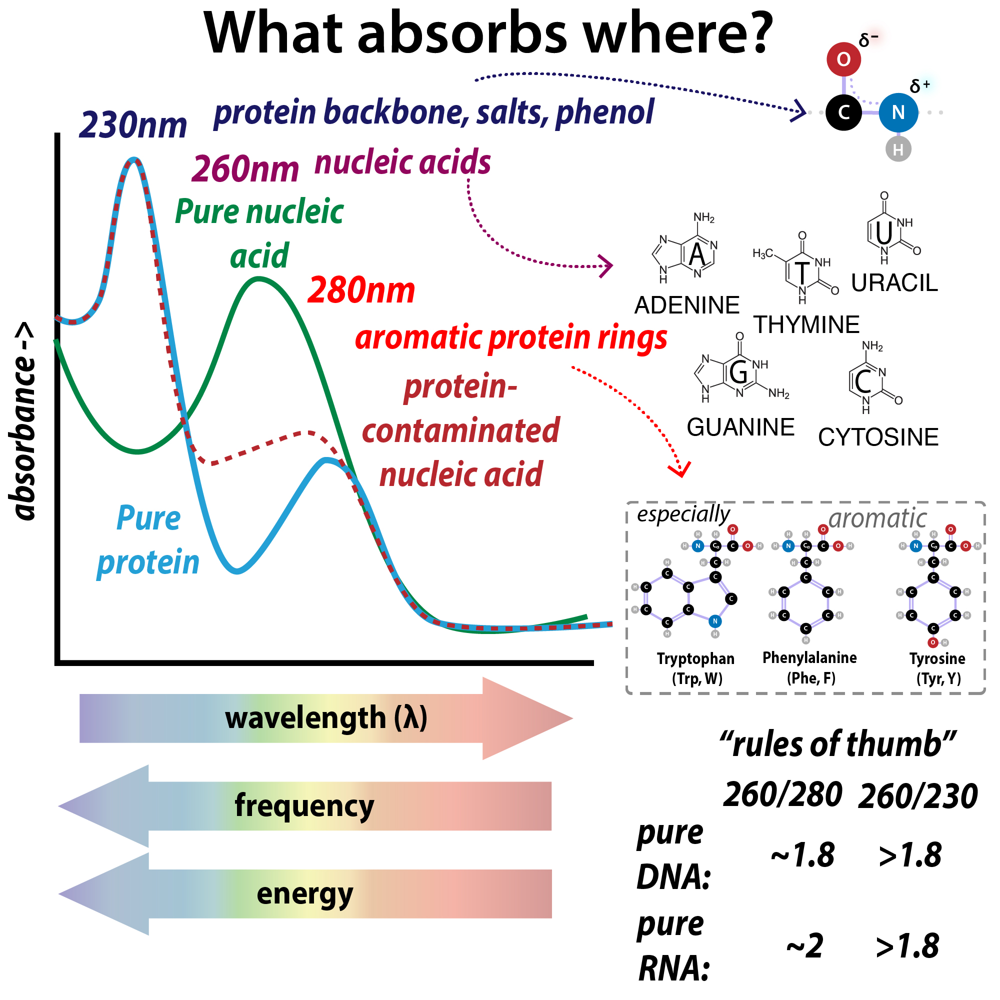 What absorbs where?
230nm
protein backbone, salts, phenol
O
δ⁻
δ⁺
C
N
H
260nm
nucleic acids
Pure nucleic
acid
280nm
aromatic protein rings
protein-
contaminated
nucleic acid
Pure
protein
absorbance ->
NH₂
N
N
A
N
H
N
ADENINE
O
H₃C
NH
T
N
H
O
THYMINE
O
NH
U
N
H
O
URACIL
O
N
NH
G
N
H
N
NH₂
GUANINE
NH₂
N
C
N
H
O
CYTOSINE
especially
aromatic
H H O
H N Cα C O H
H C H
H C
H C C C
C
H C C
C N
H H
Tryptophan
(Trp, W)
H H O
H N Cα C O H
H C H
C
H C C H
H C C H
C
H
Phenylalanine
(Phe, F)
H H O
H N Cα C O H
H C H
C
H C C H
H C C H
C
O H
Tyrosine
(Tyr, Y)
wavelength (λ)
frequency
energy
“rules of thumb”
260/280 260/230
pure
DNA:
~1.8 >1.8
pure
RNA:
~2 >1.8